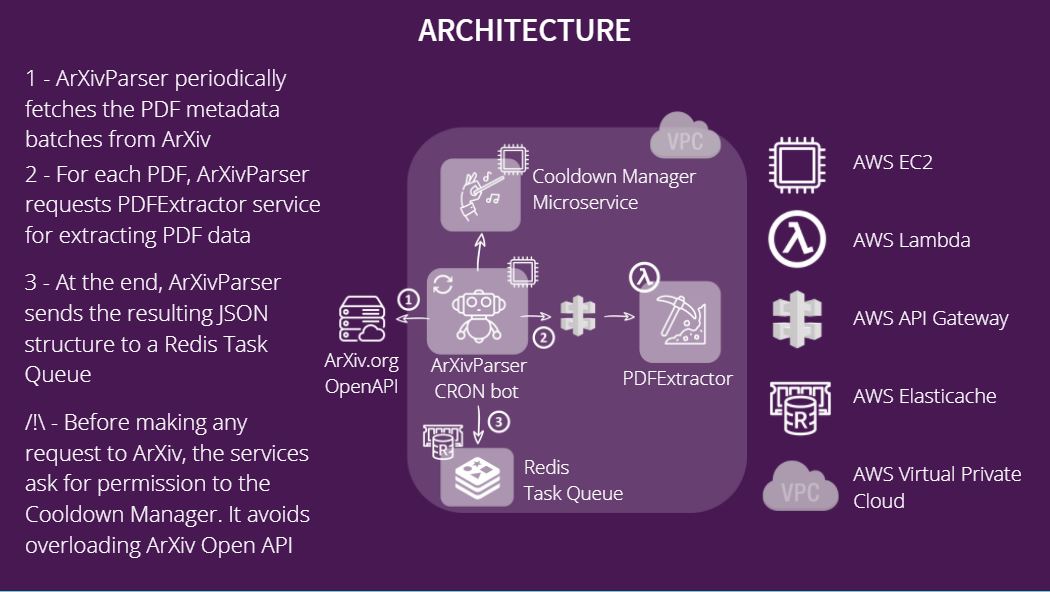 ARCHITECTURE
1 - ArXivParser periodically
fetches the PDF metadata
batches from ArXiv
2 - For each PDF, ArXivParser
requests PDFExtractor service
for extracting PDF data
3 - At the end, ArXivParser
sends the resulting JSON
structure to a Redis Task
Queue
/!\ - Before making any
request to ArXiv, the services
ask for permission to the
Cooldown Manager. It avoids
overloading ArXiv Open API
VPC
Cooldown Manager
Microservice
1
ArXiv.org
OpenAPI
ArXivParser
CRON bot
2
λ
PDFExtractor
3
R
Redis
Task Queue
AWS EC2
λ
AWS Lambda
AWS API Gateway
R
AWS Elasticache
VPC
AWS Virtual Private
Cloud